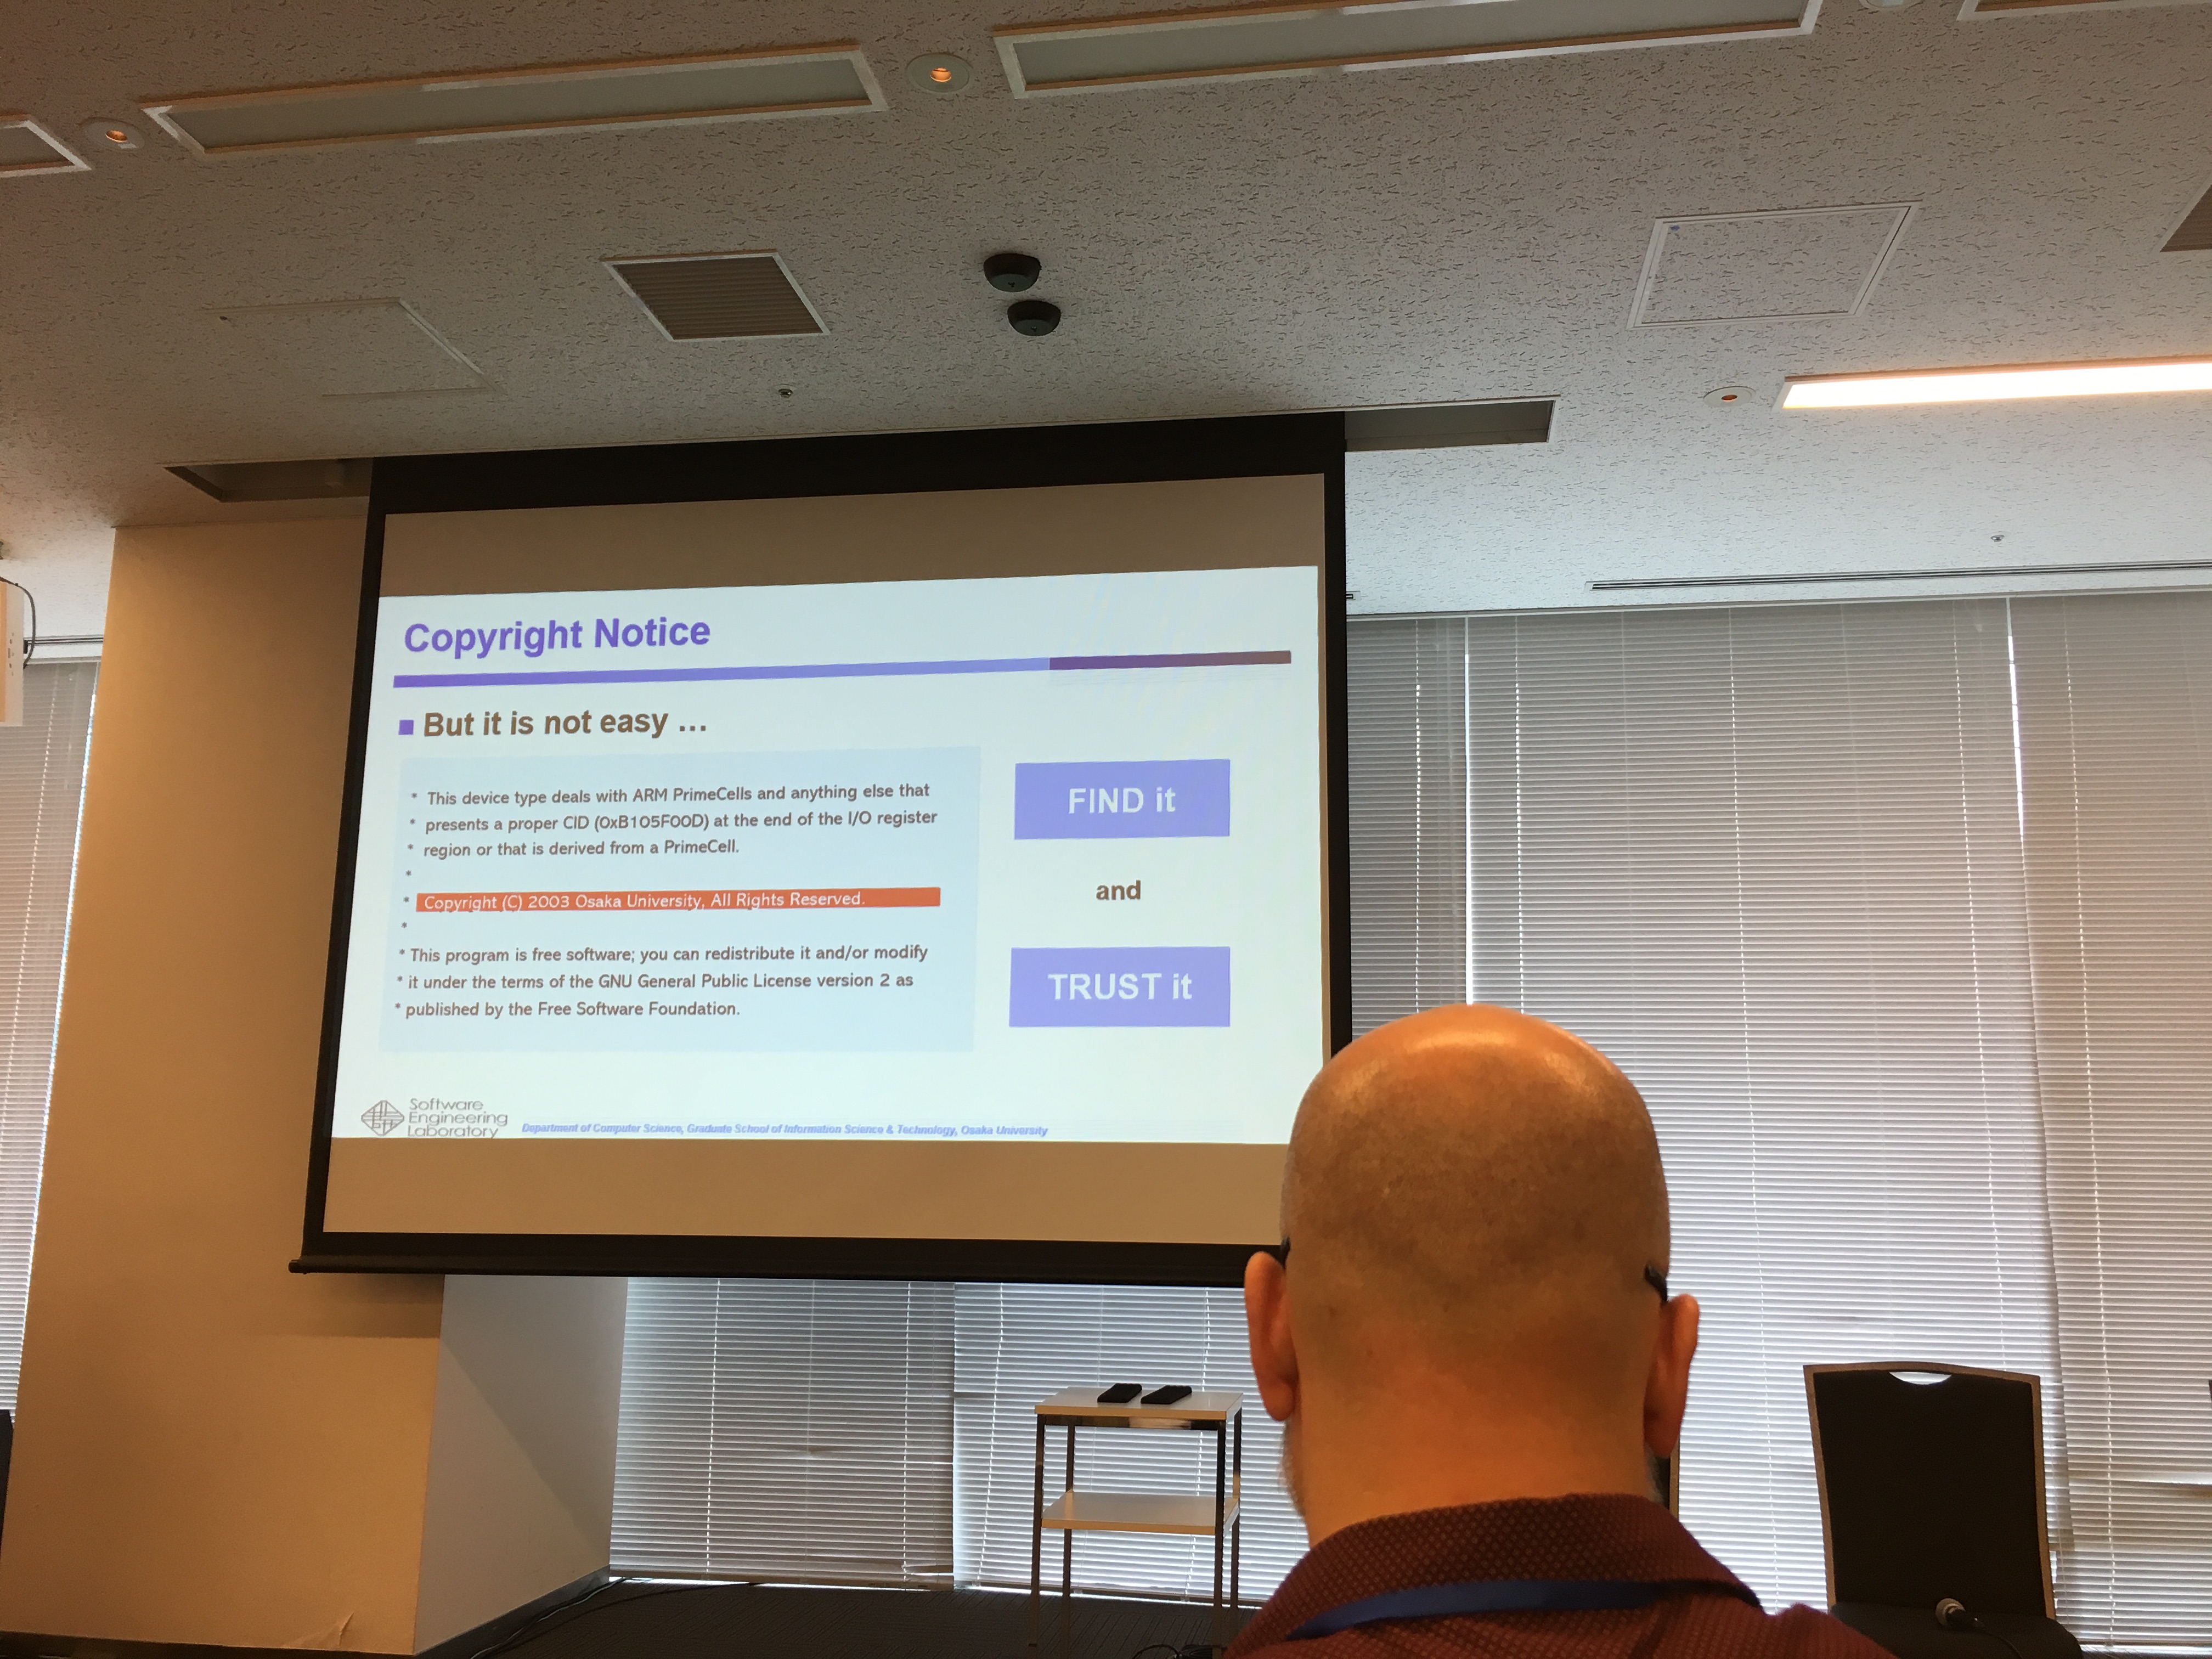 Copyright Notice
But it is not easy ...
* This device type deals with ARM PrimeCells and anything else that
* presents a proper CID (0xB105F00D) at the end of the I/O register
* region or that is derived from a PrimeCell.
*
* Copyright (C) 2003 Osaka University, All Rights Reserved.
*
* This program is free software; you can redistribute it and/or modify
* it under the terms of the GNU General Public License version 2 as
* published by the Free Software Foundation.
FIND it
and
TRUST it
Software
Engineering
Laboratory
Department of Computer Science, Graduate School of Information Science & Technology, Osaka University